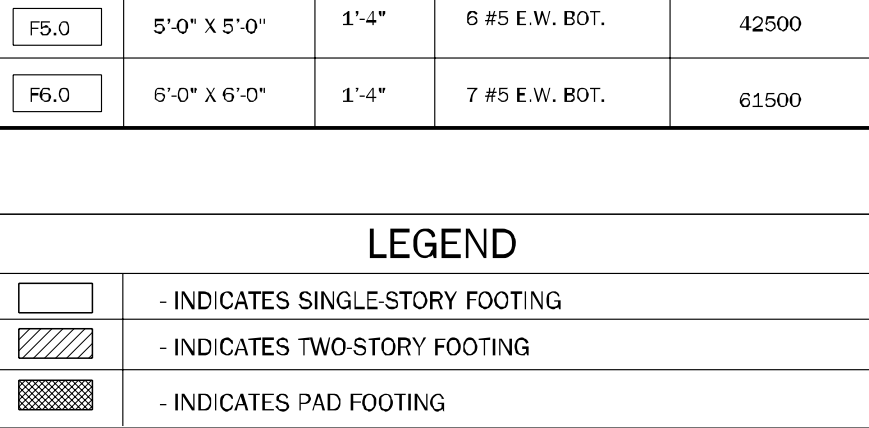 F5.0 5'-0" X 5'-0" 1'-4" 6 #5 E.W. BOT. 42500
F6.0 6'-0" X 6'-0" 1'-4" 7 #5 E.W. BOT. 61500
LEGEND
- INDICATES SINGLE-STORY FOOTING
- INDICATES TWO-STORY FOOTING
- INDICATES PAD FOOTING